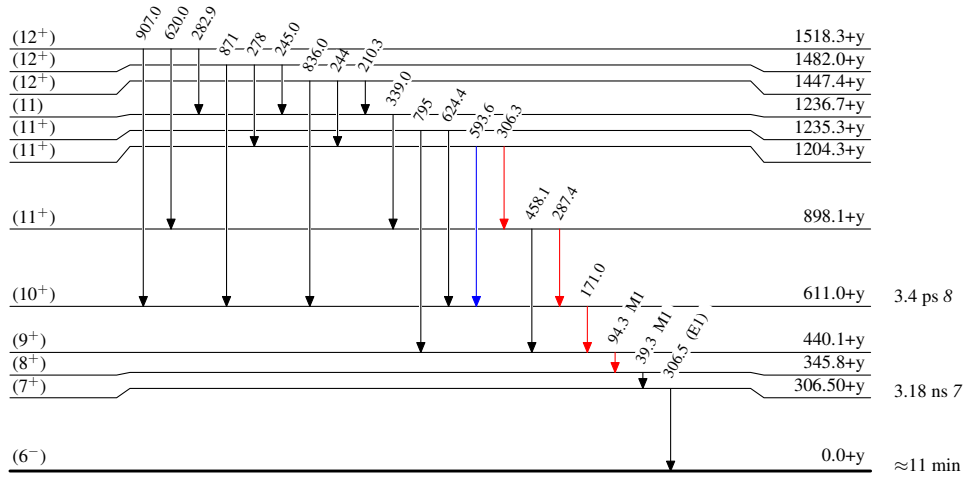 907.0 620.0 282.9 871 278 245.0 836.0 244 210.3 339.0 795 624.4 593.6 306.3 458.1 287.4 171.0 94.3 M1 39.3 M1 306.5 (E1)
(12+) 1518.3+y
(12+) 1482.0+y
(12+) 1447.4+y
(11) 1236.7+y
(11+) 1235.3+y
(11+) 1204.3+y
(11+) 898.1+y
(10+) 611.0+y 3.4 ps 8
(9+) 440.1+y
(8+) 345.8+y
(7+) 306.50+y 3.18 ns 7
(6−) 0.0+y ≈11 min